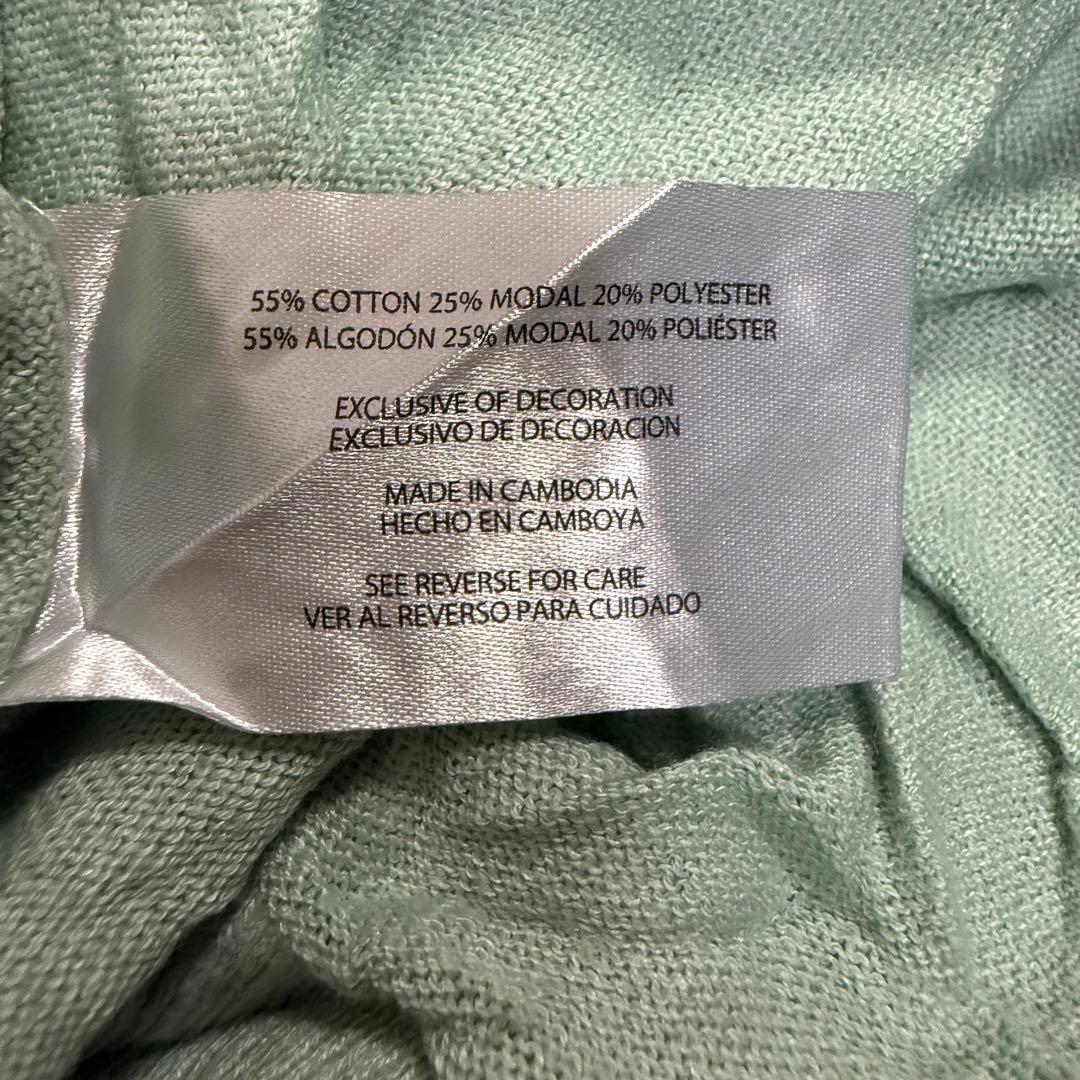 55% COTTON 25% MODAL 20% POLYESTER
55% ALGODÓN 25% MODAL 20% POLIÉSTER
EXCLUSIVE OF DECORATION
EXCLUSIVO DE DECORACION
MADE IN CAMBODIA
HECHO EN CAMBOYA
SEE REVERSE FOR CARE
VER AL REVERSO PARA CUIDADO